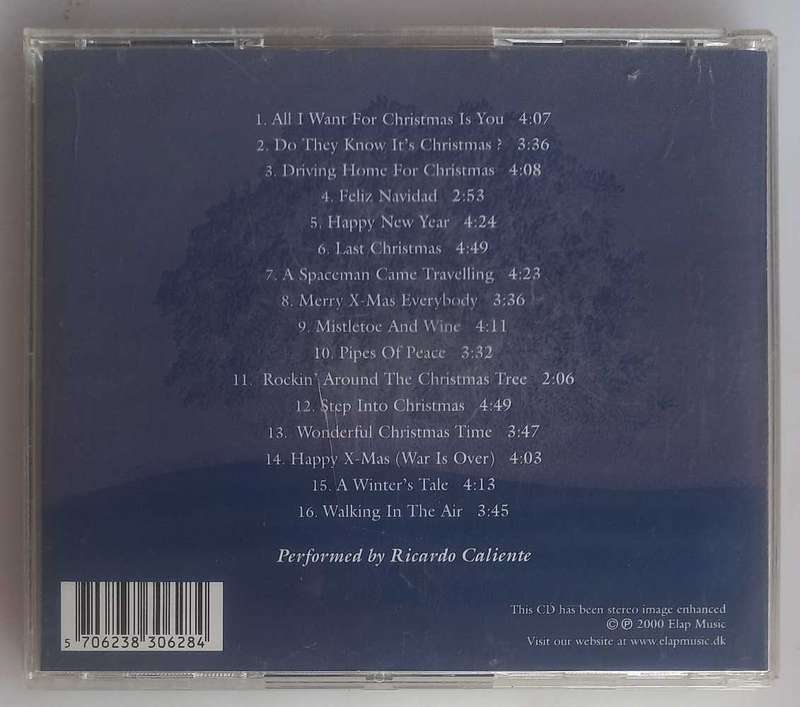 1. All I Want For Christmas Is You 4:07
2. Do They Know It's Christmas ? 3:36
3. Driving Home For Christmas 4:08
4. Feliz Navidad 2:53
5. Happy New Year 4:24
6. Last Christmas 4:49
7. A Spaceman Came Travelling 4:23
8. Merry X-Mas Everybody 3:36
9. Mistletoe And Wine 4:11
10. Pipes Of Peace 3:32
11. Rockin' Around The Christmas Tree 2:06
12. Step Into Christmas 4:49
13. Wonderful Christmas Time 3:47
14. Happy X-Mas (War Is Over) 4:03
15. A Winter's Tale 4:13
16. Walking In The Air 3:45
Performed by Ricardo Caliente
5 706238 306284
This CD has been stereo image enhanced
© ℗ 2000 Elap Music
Visit our website at www.elapmusic.dk